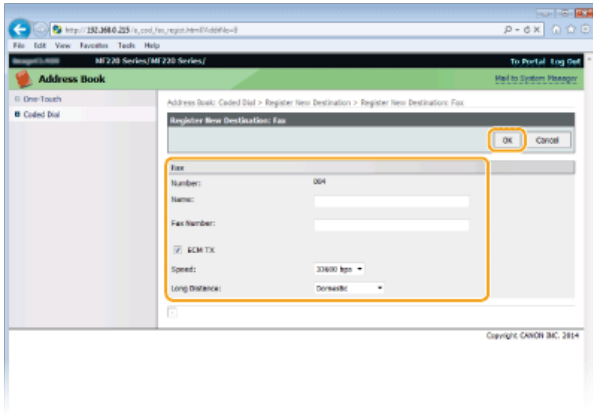 http://192.168.0.215/a_cod_fax_regist.html?AddrNo=0
File Edit View Favorites Tools Help
MF220 Series/MF220 Series/
To Portal Log Out
Address Book
Mail to System Manager
One-Touch
Coded Dial
Address Book: Coded Dial > Register New Destination > Register New Destination: Fax
Register New Destination: Fax
OK Cancel
Fax
Number: 004
Name:
Fax Number:
ECM TX
Speed: 33600 bps
Long Distance: Domestic
Copyright CANON INC. 2014